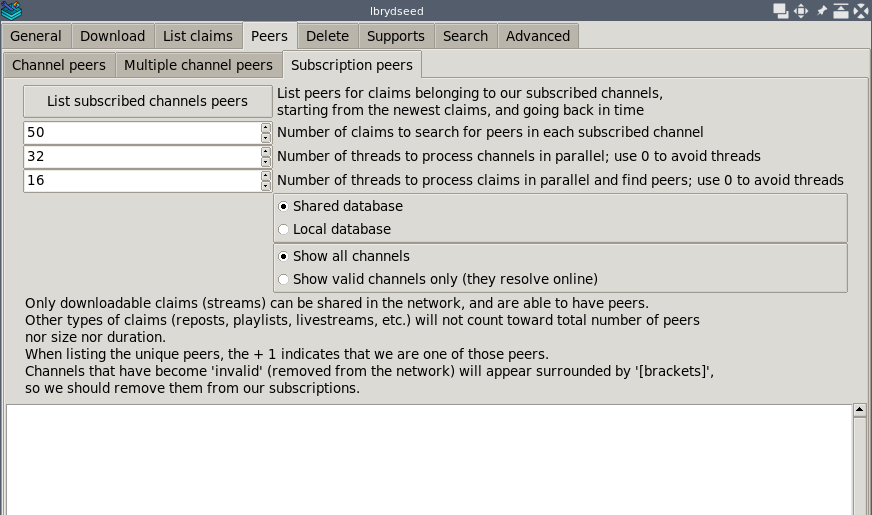 lbrydseed
General Download List claims Peers Delete Supports Search Advanced
Channel peers Multiple channel peers Subscription peers
List subscribed channels peers
List peers for claims belonging to our subscribed channels,
starting from the newest claims, and going back in time
50 Number of claims to search for peers in each subscribed channel
32 Number of threads to process channels in parallel; use 0 to avoid threads
16 Number of threads to process claims in parallel and find peers; use 0 to avoid threads
Shared database
Local database
Show all channels
Show valid channels only (they resolve online)
Only downloadable claims (streams) can be shared in the network, and are able to have peers.
Other types of claims (reposts, playlists, livestreams, etc.) will not count toward total number of peers
nor size nor duration.
When listing the unique peers, the + 1 indicates that we are one of those peers.
Channels that have become 'invalid' (removed from the network) will appear surrounded by '[brackets]',
so we should remove them from our subscriptions.